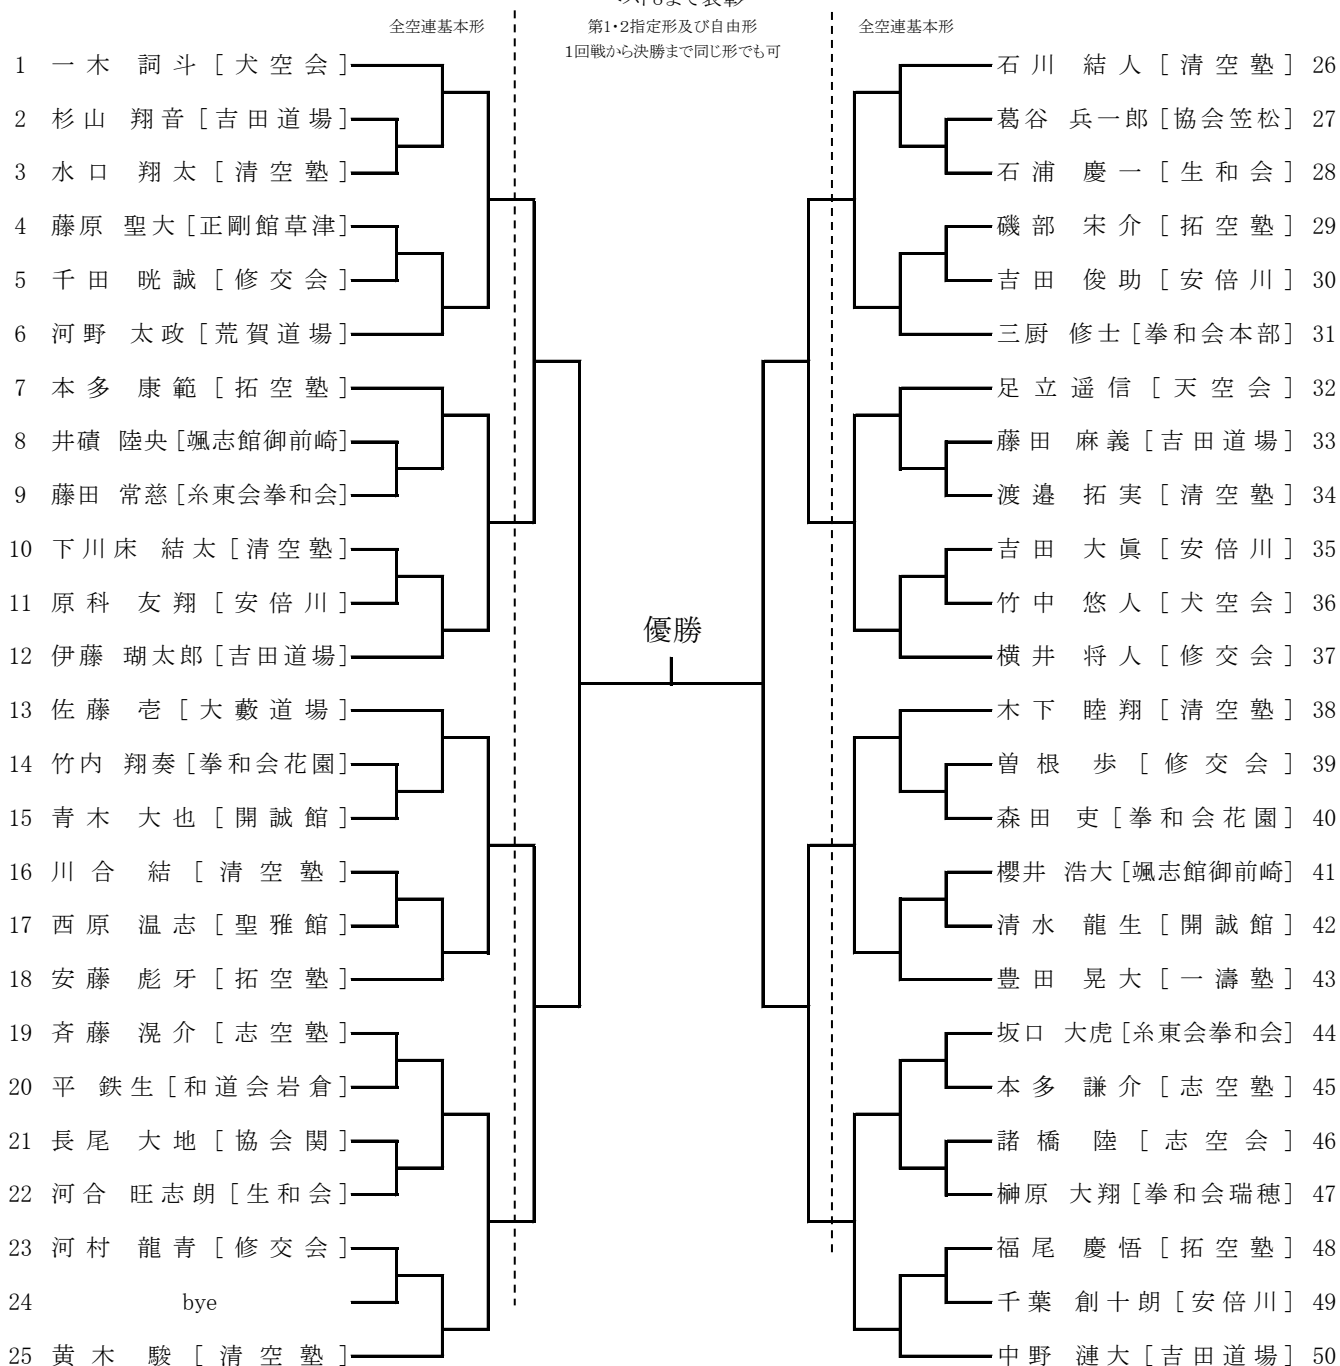 全空連基本形
第1・2指定形及び自由形
1回戦から決勝まで同じ形でも可
全空連基本形
1 一木 詞斗 [犬空会]
2 杉山 翔音 [吉田道場]
3 水口 翔太 [清空塾]
4 藤原 聖大 [正剛館草津]
5 千田 晄誠 [修交会]
6 河野 太政 [荒賀道場]
7 本多 康範 [拓空塾]
8 井磧 陸央 [颯志館御前崎]
9 藤田 常慈 [糸東会拳和会]
10 下川床 結太 [清空塾]
11 原科 友翔 [安倍川]
12 伊藤 瑚太郎 [吉田道場]
13 佐藤 壱 [大藪道場]
14 竹内 翔奏 [拳和会花園]
15 青木 大也 [開誠館]
16 川合 結 [清空塾]
17 西原 温志 [聖雅館]
18 安藤 彪牙 [拓空塾]
19 斉藤 滉介 [志空塾]
20 平 鉄生 [和道会岩倉]
21 長尾 大地 [協会関]
22 河合 旺志朗 [生和会]
23 河村 龍青 [修交会]
24 bye
25 黄木 駿 [清空塾]
優勝
石川 結人 [清空塾] 26
葛谷 兵一郎 [協会笠松] 27
石浦 慶一 [生和会] 28
磯部 宋介 [拓空塾] 29
吉田 俊助 [安倍川] 30
三厨 修士 [拳和会本部] 31
足立遥信 [天空会] 32
藤田 麻義 [吉田道場] 33
渡邉 拓実 [清空塾] 34
吉田 大眞 [安倍川] 35
竹中 悠人 [犬空会] 36
横井 将人 [修交会] 37
木下 睦翔 [清空塾] 38
曽根 歩 [修交会] 39
森田 吏 [拳和会花園] 40
櫻井 浩大 [颯志館御前崎] 41
清水 龍生 [開誠館] 42
豊田 晃大 [一濤塾] 43
坂口 大虎 [糸東会拳和会] 44
本多 謙介 [志空塾] 45
諸橋 陸 [志空会] 46
榊原 大翔 [拳和会瑞穂] 47
福尾 慶悟 [拓空塾] 48
千葉 創十朗 [安倍川] 49
中野 漣大 [吉田道場] 50